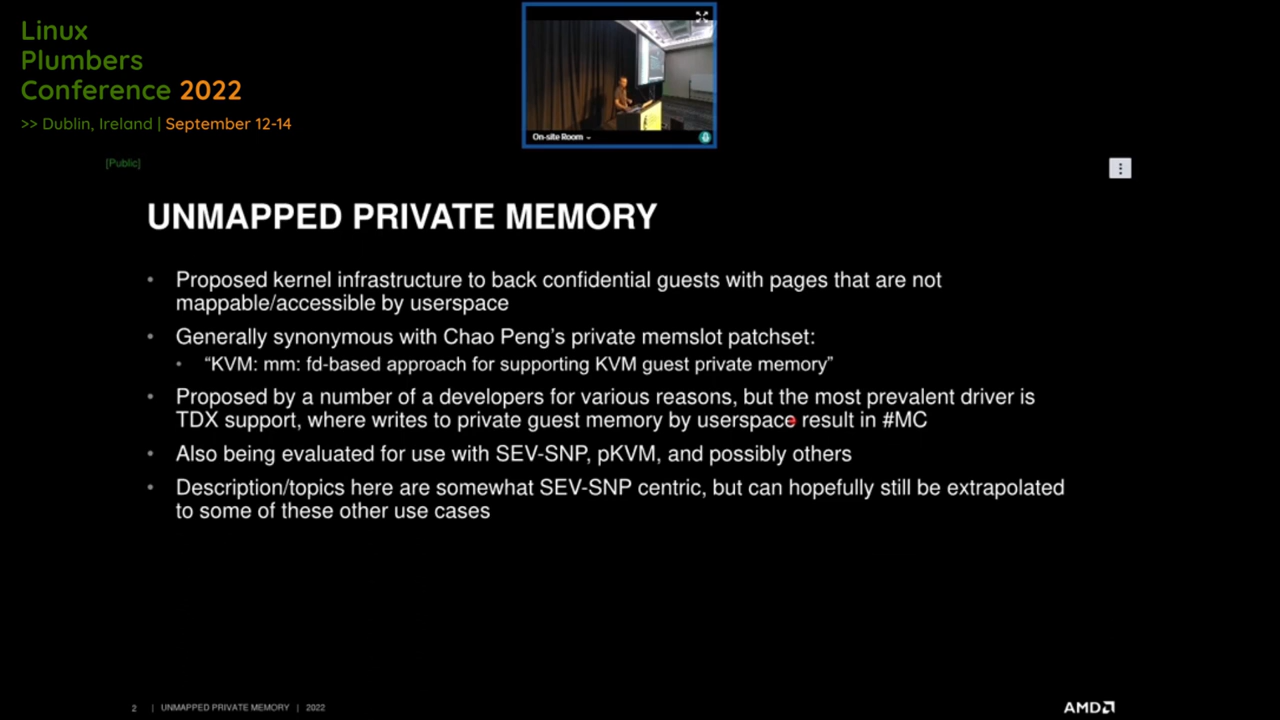 Linux
Plumbers
Conference 2022
>> Dublin, Ireland | September 12-14
On-site Room
[Public]
UNMAPPED PRIVATE MEMORY
• Proposed kernel infrastructure to back confidential guests with pages that are not
mappable/accessible by userspace
• Generally synonymous with Chao Peng’s private memslot patchset:
• “KVM: mm: fd-based approach for supporting KVM guest private memory”
• Proposed by a number of a developers for various reasons, but the most prevalent driver is
TDX support, where writes to private guest memory by userspace result in #MC
• Also being evaluated for use with SEV-SNP, pKVM, and possibly others
• Description/topics here are somewhat SEV-SNP centric, but can hopefully still be extrapolated
to some of these other use cases
2 | UNMAPPED PRIVATE MEMORY | 2022
AMD